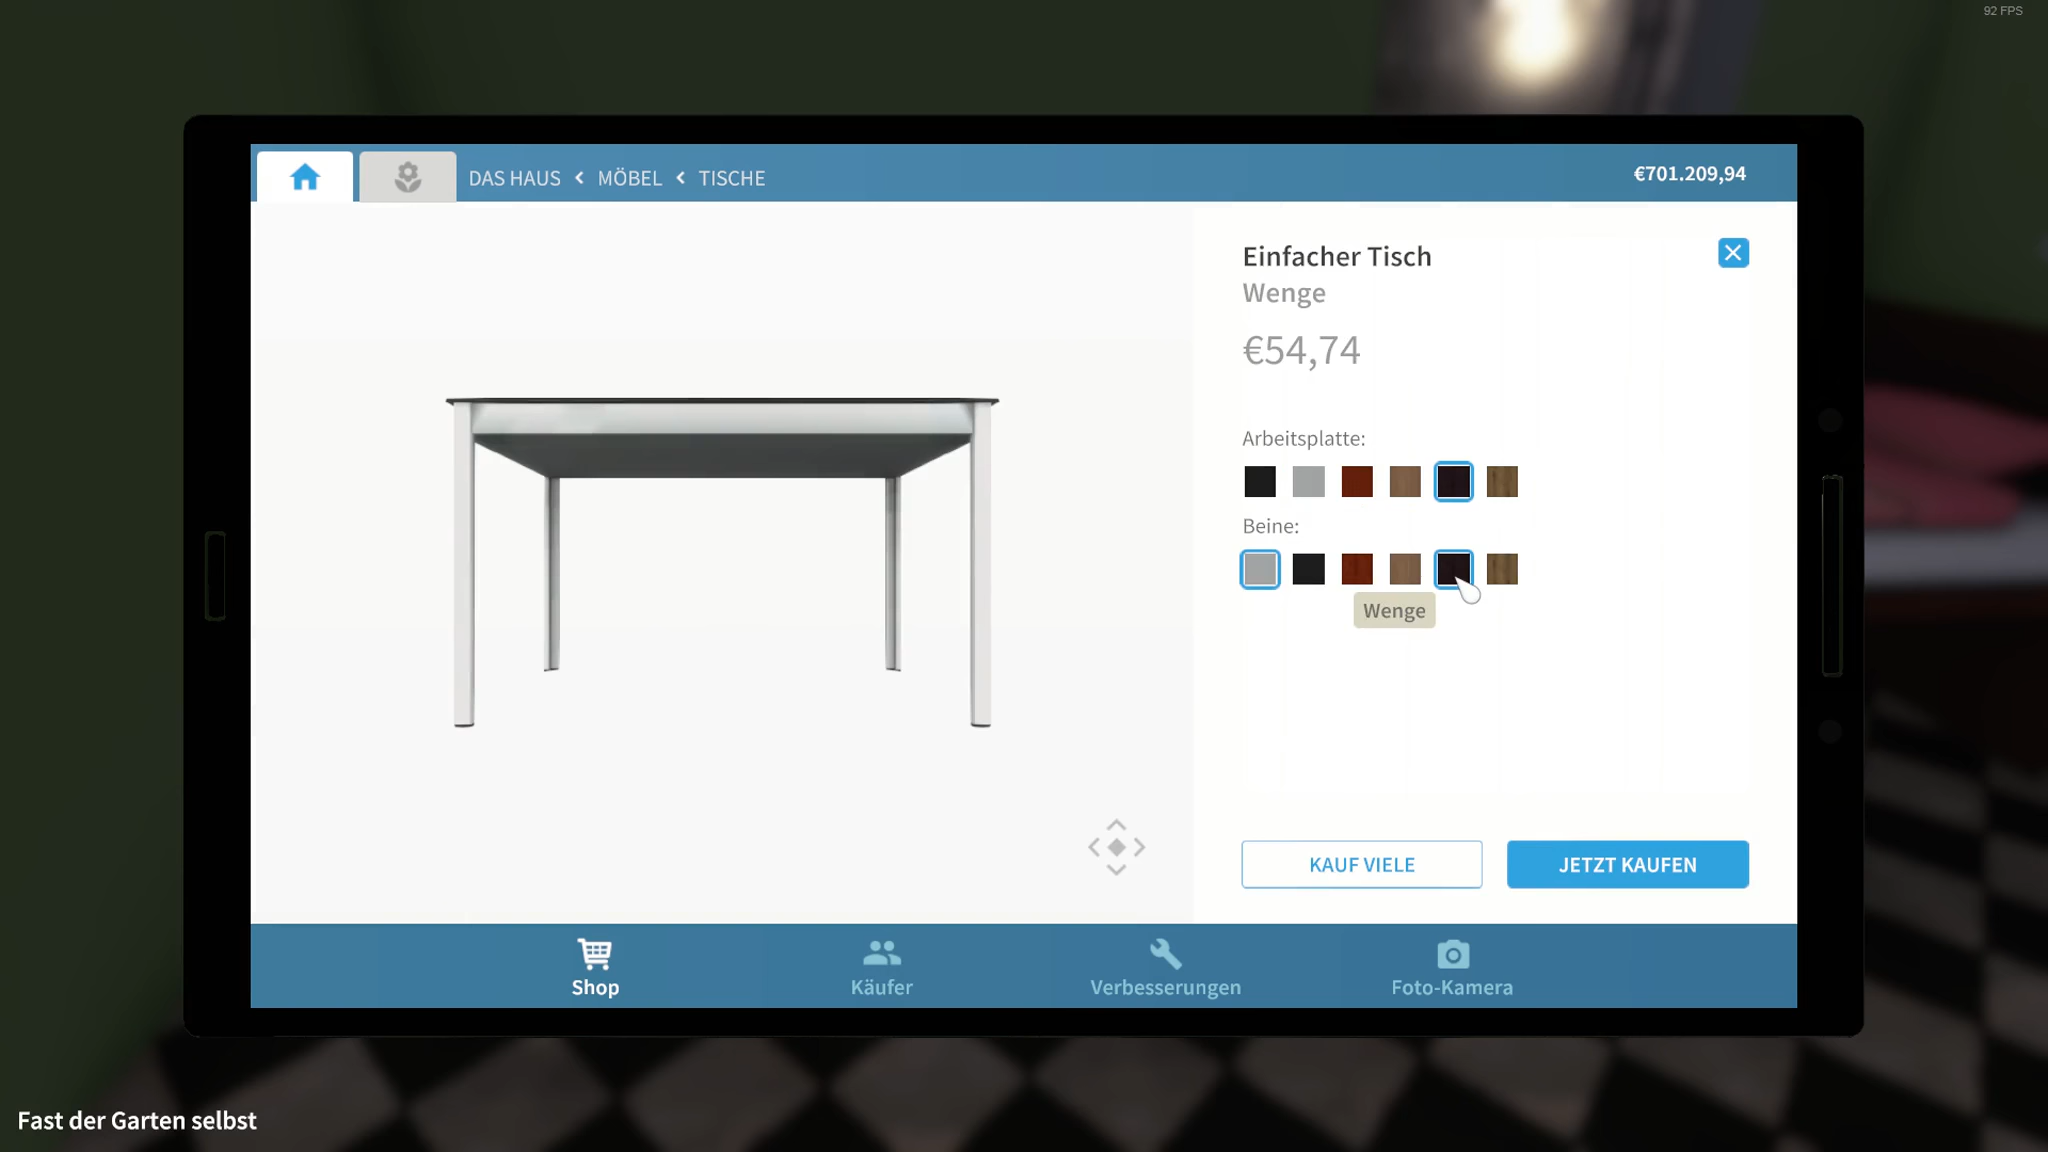 92 FPS
DAS HAUS < MÖBEL < TISCHE
€701.209,94
Einfacher Tisch
Wenge
€54,74
Arbeitsplatte:
Beine:
Wenge
KAUF VIELE
JETZT KAUFEN
Shop
Käufer
Verbesserungen
Foto-Kamera
Fast der Garten selbst